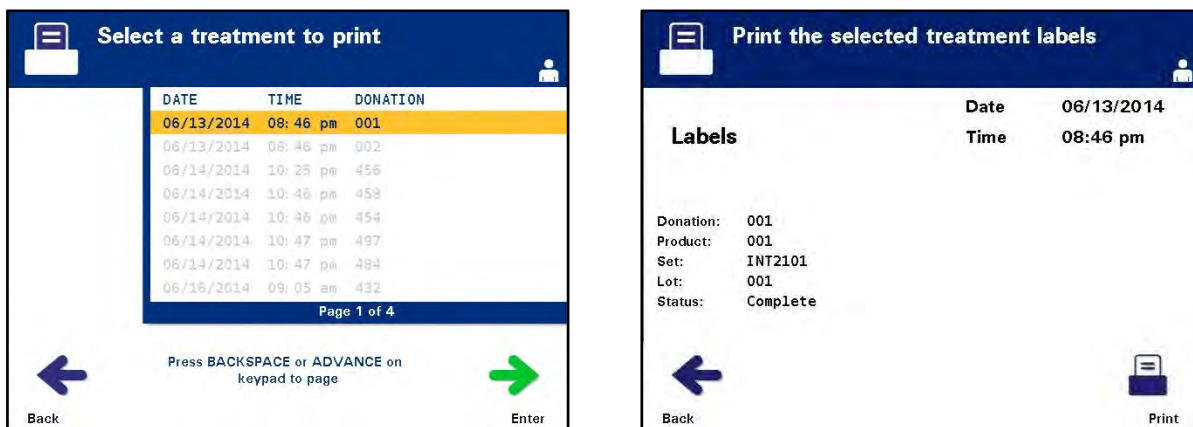 Select a treatment to print
DATE TIME DONATION
06/13/2014 08:46 pm 001
06/13/2014 08:46 pm 002
06/14/2014 10:25 pm 456
06/14/2014 10:46 pm 458
06/14/2014 10:46 pm 454
06/14/2014 10:47 pm 497
06/14/2014 10:47 pm 484
06/16/2014 09:05 am 432
Page 1 of 4
Press BACKSPACE or ADVANCE on
keypad to page
Back
Enter
Print the selected treatment labels
Date 06/13/2014
Labels
Time 08:46 pm
Donation: 001
Product: 001
Set: INT2101
Lot: 001
Status: Complete
Back
Print